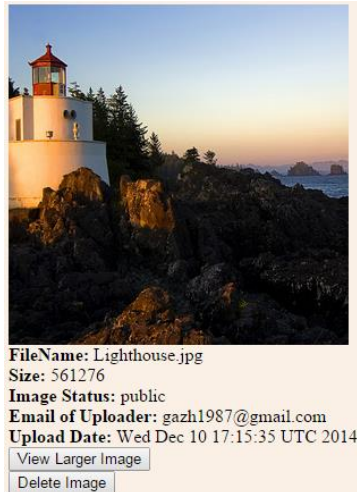 FileName: Lighthouse.jpg
Size: 561276
Image Status: public
Email of Uploader: gazh1987@gmail.com
Upload Date: Wed Dec 10 17:15:35 UTC 2014
View Larger Image
Delete Image